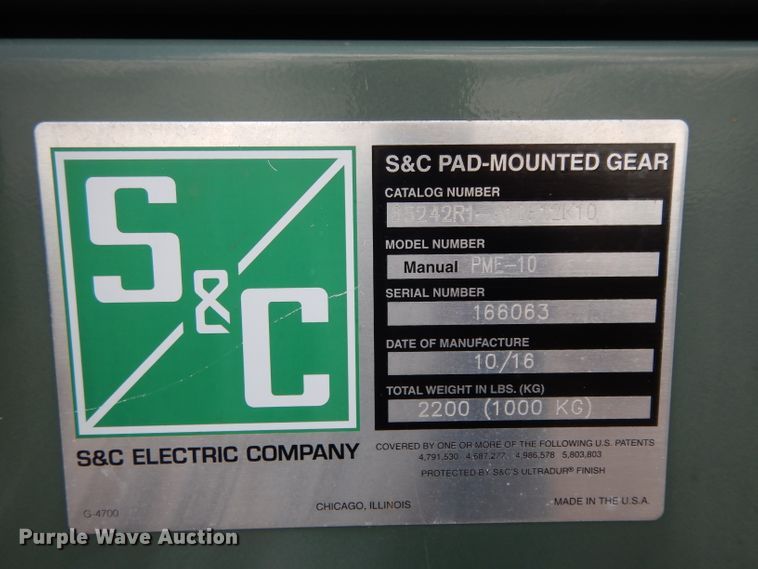 S&C
S&C ELECTRIC COMPANY
S&C PAD-MOUNTED GEAR
CATALOG NUMBER
MODEL NUMBER
Manual PME-10
SERIAL NUMBER
166063
DATE OF MANUFACTURE
10/16
TOTAL WEIGHT IN LBS. (KG)
2200 (1000 KG)
COVERED BY ONE OR MORE OF THE FOLLOWING U.S. PATENTS
4,791,530 4,986,578 5,803,803
PROTECTED BY S&C'S ULTRADUR® FINISH
G-4700
CHICAGO, ILLINOIS
MADE IN THE U.S.A.
Purple Wave Auction